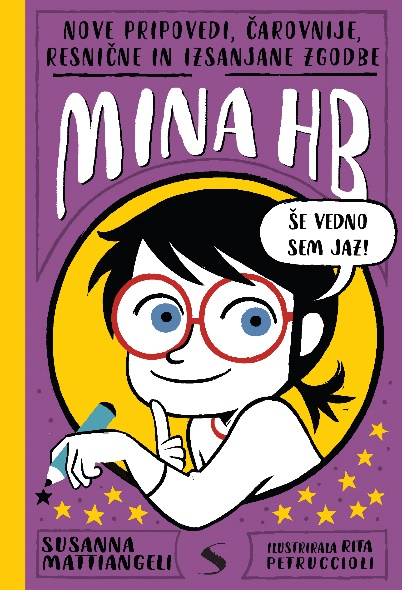 NOVE PRIPOVEDI, ČAROVNIJE,
RESNIČNE IN IZSANJANE ZGODBE
MINA HB
ŠE VEDNO
SEM JAZ!
SUSANNA
MATTIANGELI
S
ILUSTRIRALA RITA
PETRUCCIOLI